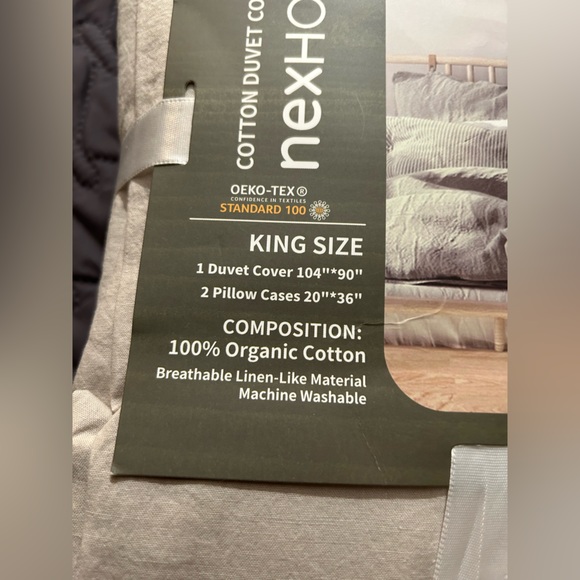 COTTON DUVET CO
nexHO
OEKO-TEX®
CONFIDENCE IN TEXTILES
STANDARD 100
KING SIZE
1 Duvet Cover 104"*90"
2 Pillow Cases 20"*36"
COMPOSITION:
100% Organic Cotton
Breathable Linen-Like Material
Machine Washable